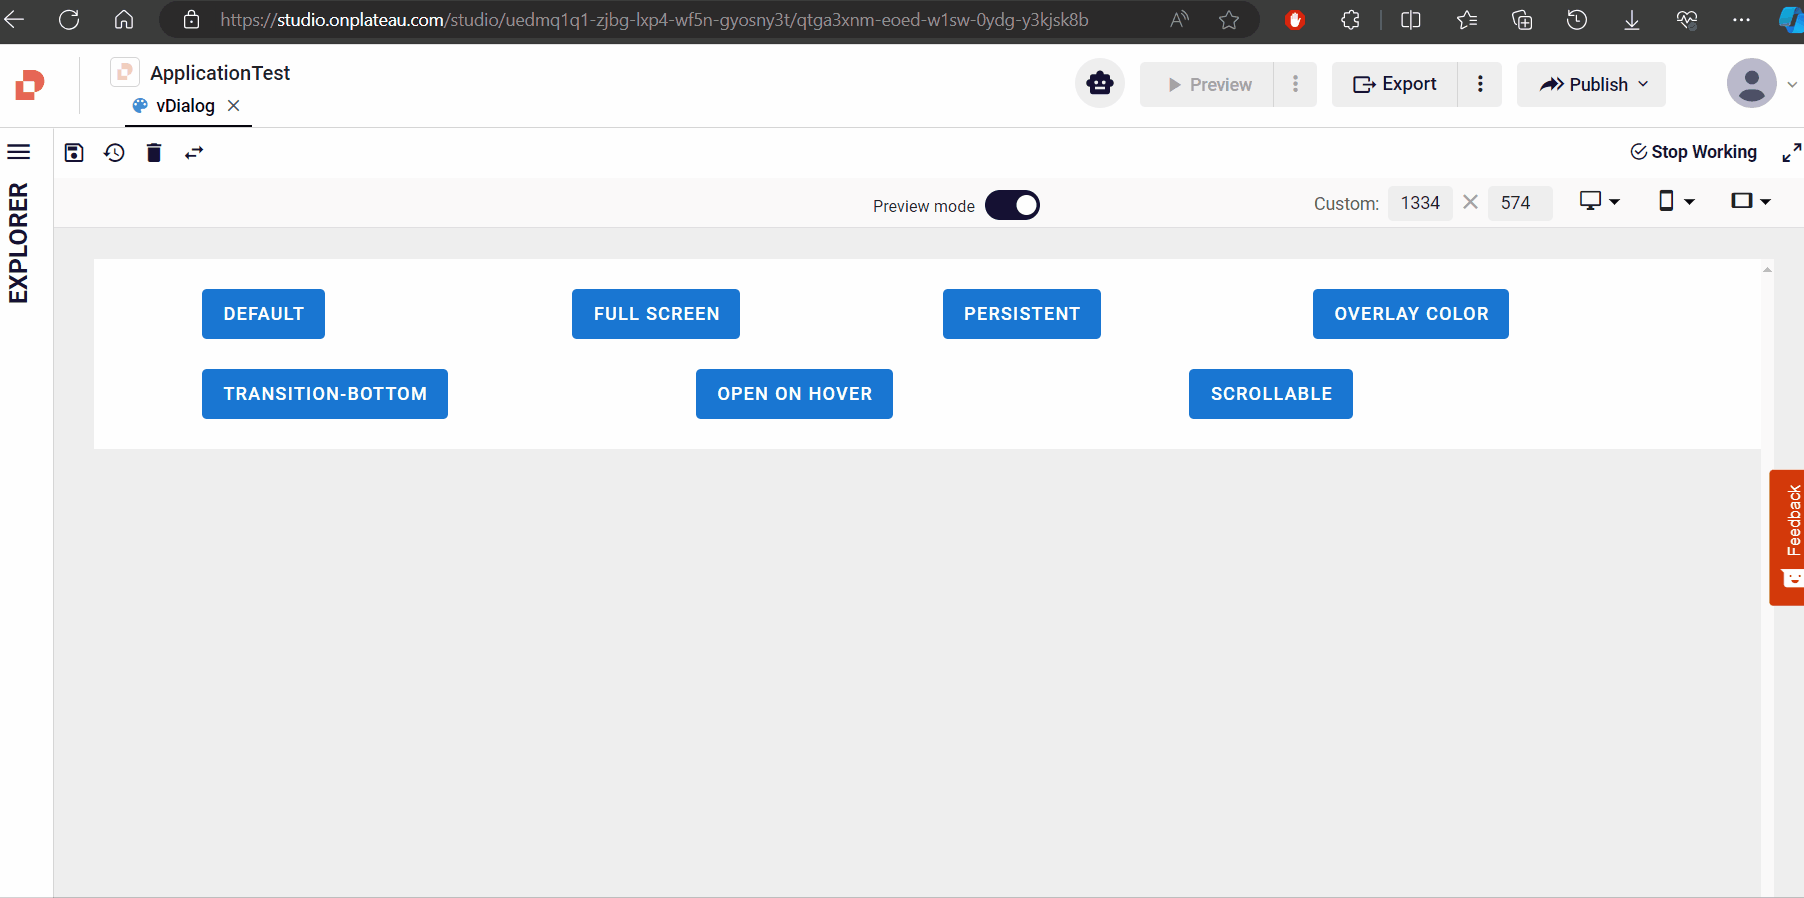 https://studio.onplateau.com/studio/uedmq1q1-zjbg-lxp4-wf5n-gyosny3t/qtga3xnm-eoed-w1sw-0ydg-y3kjsk8b
ApplicationTest
vDialog
Preview
Export
Publish
Stop Working
EXPLORER
Preview mode
Custom: 1334 574
DEFAULT FULL SCREEN PERSISTENT OVERLAY COLOR
TRANSITION-BOTTOM OPEN ON HOVER SCROLLABLE
Feedback